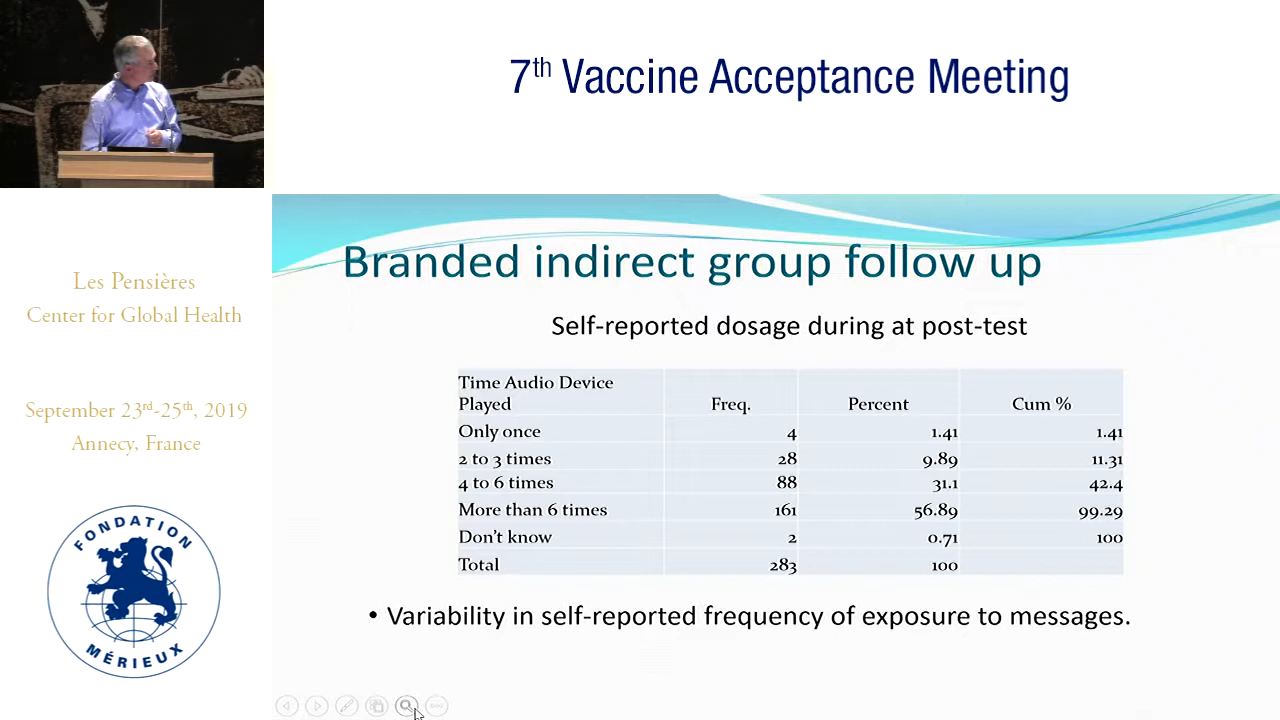 7th Vaccine Acceptance Meeting
Les Pensières
Center for Global Health
September 23rd-25th, 2019
Annecy, France
FONDATION
MÉRIEUX
Branded indirect group follow up
Self-reported dosage during at post-test
Time Audio Device
Played Freq. Percent Cum %
Only once 4 1.41 1.41
2 to 3 times 28 9.89 11.31
4 to 6 times 88 31.1 42.4
More than 6 times 161 56.89 99.29
Don't know 2 0.71 100
Total 283 100
• Variability in self-reported frequency of exposure to messages.